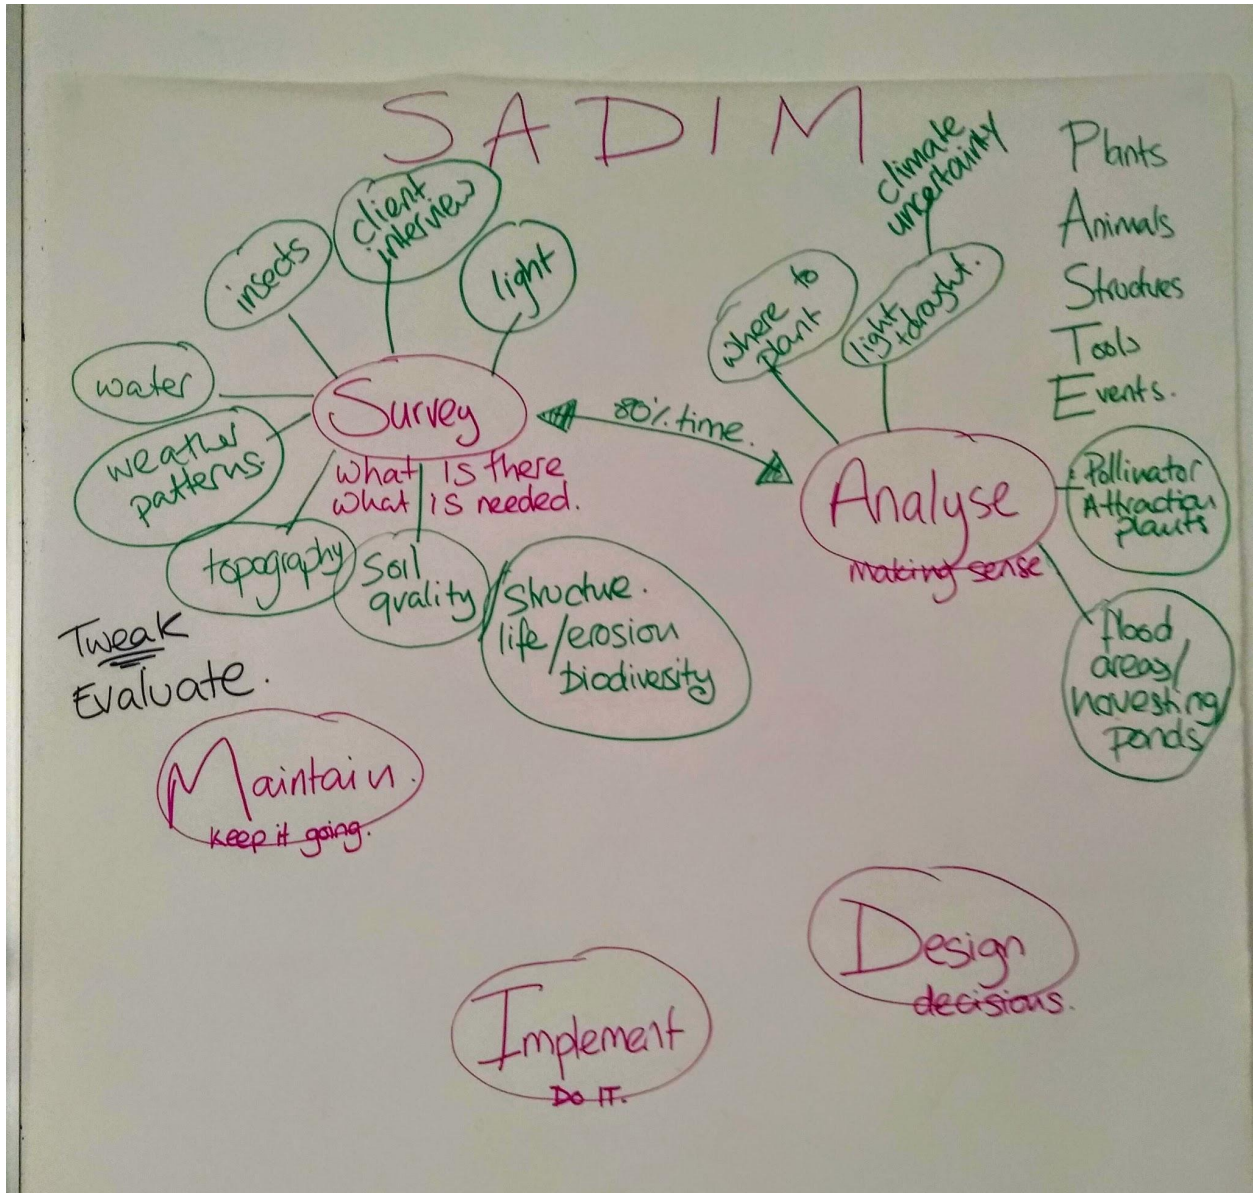 SADIM
client
interview
insects
light
water
weather
patterns.
Survey
what is there
what is needed.
topography
Soil
quality
Structure.
life/erosion
biodiversity
80% time.
climate
uncertainty
where to
plant
light
+drought.
Analyse
Making sense
Plants
Animals
Structures
Tools
Events.
Pollinator
Attraction
plants
flood
areas/
harvesting
ponds
Tweak
Evaluate.
Maintain.
Keep it going.
Design
decisions.
Implement
Do IT.